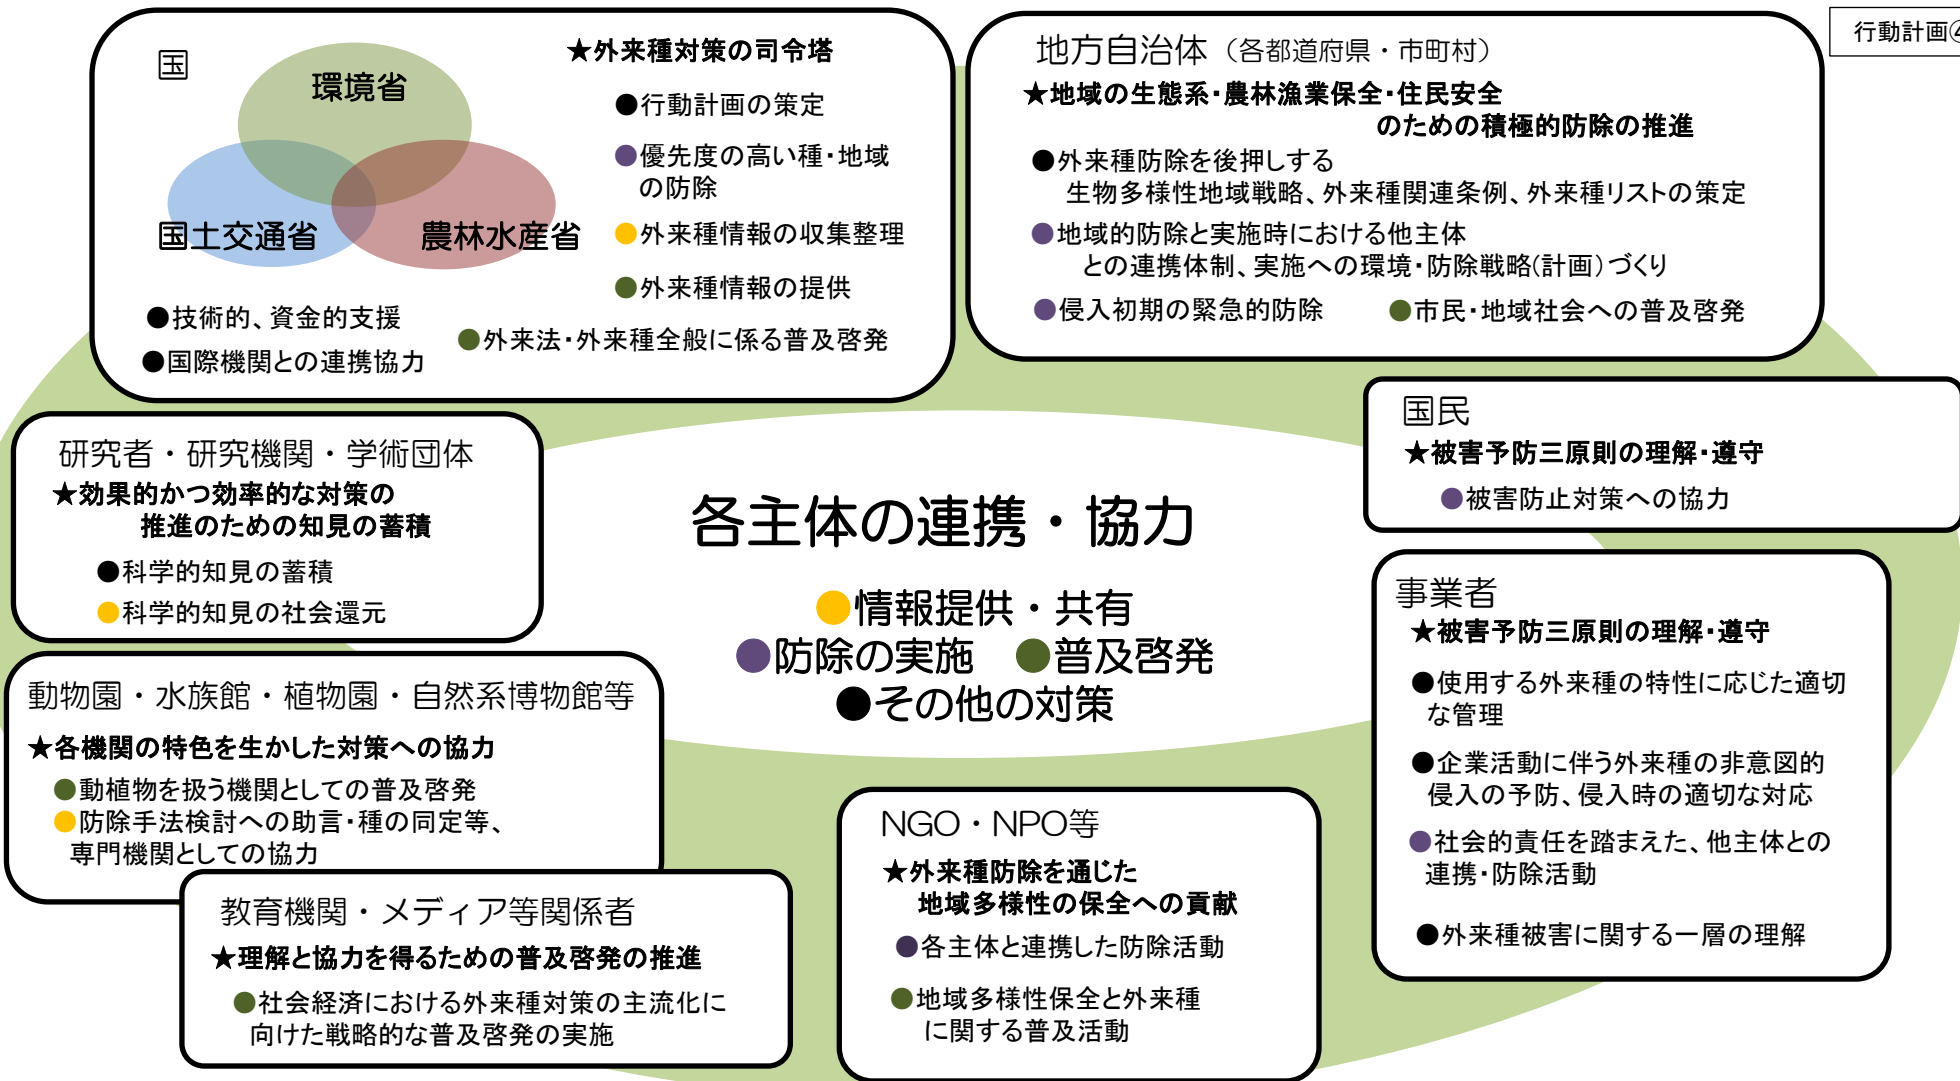 行動計画④
国
環境省
国土交通省
農林水産省
★外来種対策の司令塔
●行動計画の策定
●優先度の高い種・地域
の防除
●外来種情報の収集整理
●外来種情報の提供
●技術的、資金的支援
●外来法・外来種全般に係る普及啓発
●国際機関との連携協力
地方自治体（各都道府県・市町村）
★地域の生態系・農林漁業保全・住民安全
のための積極的防除の推進
●外来種防除を後押しする
生物多様性地域戦略、外来種関連条例、外来種リストの策定
●地域的防除と実施時における他主体
との連携体制、実施への環境・防除戦略(計画)づくり
●侵入初期の緊急的防除
●市民・地域社会への普及啓発
国民
★被害予防三原則の理解・遵守
●被害防止対策への協力
研究者・研究機関・学術団体
★効果的かつ効率的な対策の
推進のための知見の蓄積
●科学的知見の蓄積
●科学的知見の社会還元
各主体の連携・協力
●情報提供・共有
●防除の実施 ●普及啓発
●その他の対策
事業者
★被害予防三原則の理解・遵守
●使用する外来種の特性に応じた適切
な管理
●企業活動に伴う外来種の非意図的
侵入の予防、侵入時の適切な対応
●社会的責任を踏まえた、他主体との
連携・防除活動
●外来種被害に関する一層の理解
動物園・水族館・植物園・自然系博物館等
★各機関の特色を生かした対策への協力
●動植物を扱う機関としての普及啓発
●防除手法検討への助言・種の同定等、
専門機関としての協力
教育機関・メディア等関係者
★理解と協力を得るための普及啓発の推進
●社会経済における外来種対策の主流化に
向けた戦略的な普及啓発の実施
NGO・NPO等
★外来種防除を通じた
地域多様性の保全への貢献
●各主体と連携した防除活動
●地域多様性保全と外来種
に関する普及活動